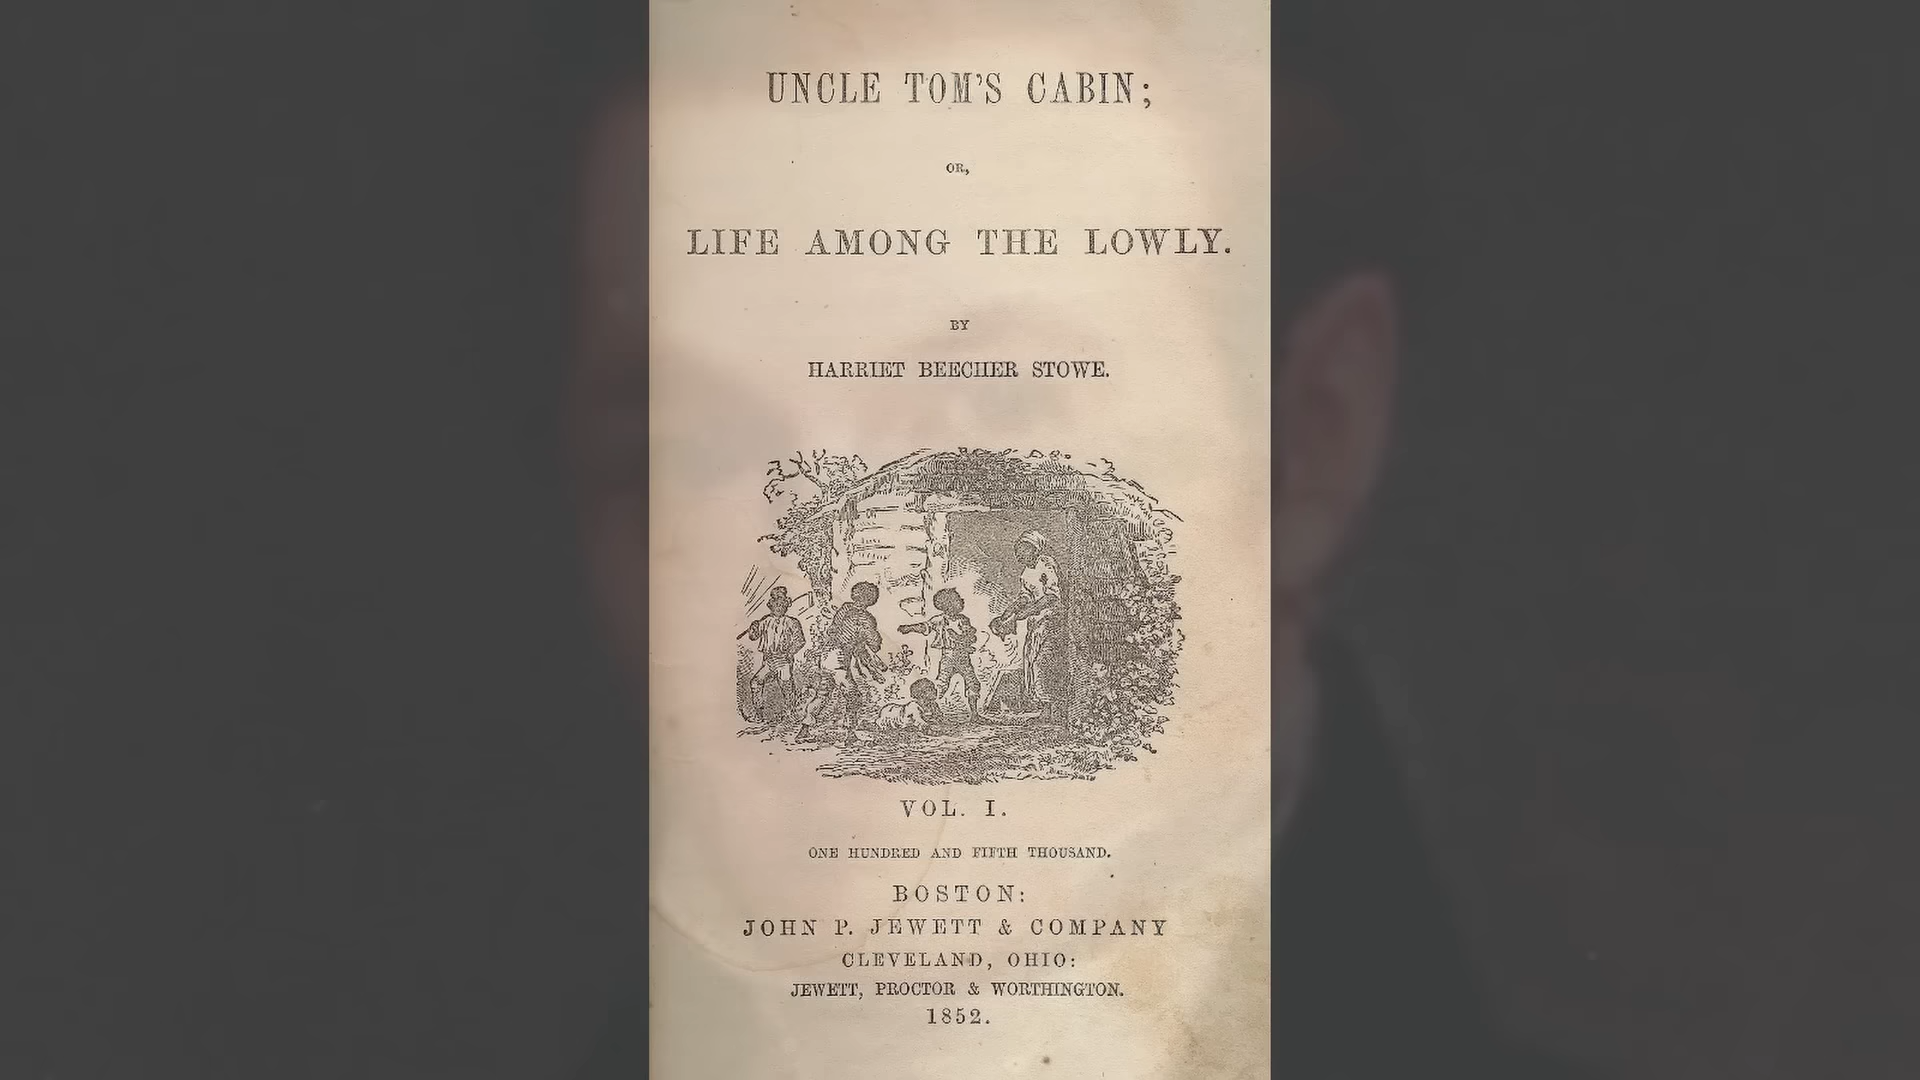 UNCLE TOM'S CABIN;
OR,
LIFE AMONG THE LOWLY.
BY
HARRIET BEECHER STOWE.
VOL. I.
ONE HUNDRED AND FIFTH THOUSAND.
BOSTON:
JOHN P. JEWETT & COMPANY
CLEVELAND, OHIO:
JEWETT, PROCTOR & WORTHINGTON.
1852.